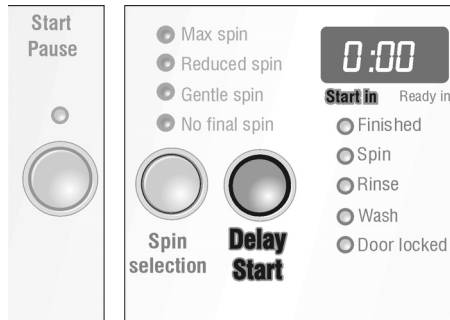 Start
Pause
Max spin
Reduced spin
Gentle spin
No final spin
Spin
selection
Delay
Start
0:00
Start in Ready in
Finished
Spin
Rinse
Wash
Door locked